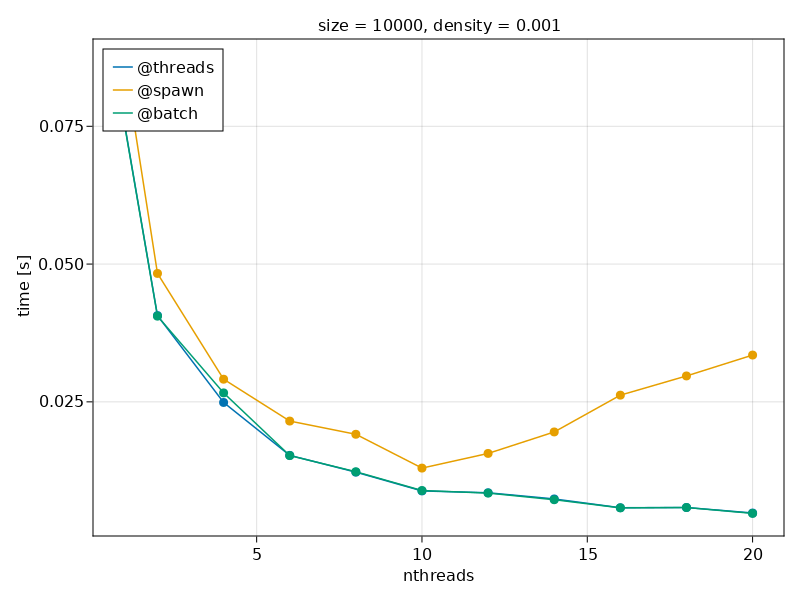 size = 10000, density = 0.001
@threads
@spawn
@batch
0.075
0.050
0.025
time [s]
5
10
15
20
nthreads